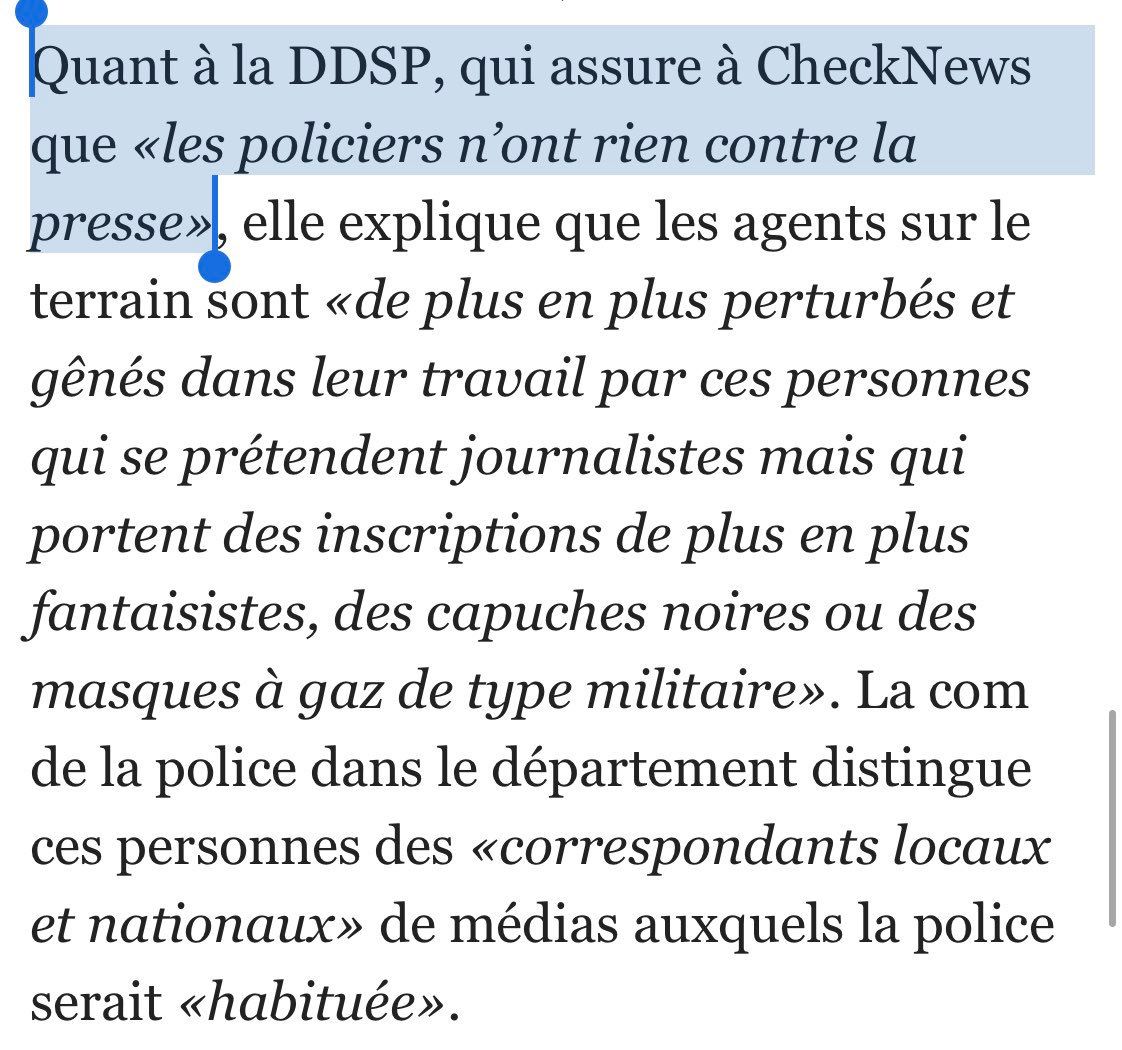 Quant à la DDSP, qui assure à CheckNews
que «les policiers n’ont rien contre la
presse», elle explique que les agents sur le
terrain sont «de plus en plus perturbés et
gênés dans leur travail par ces personnes
qui se prétendent journalistes mais qui
portent des inscriptions de plus en plus
fantaisistes, des capuches noires ou des
masques à gaz de type militaire». La com
de la police dans le département distingue
ces personnes des «correspondants locaux
et nationaux» de médias auxquels la police
serait «habituée».